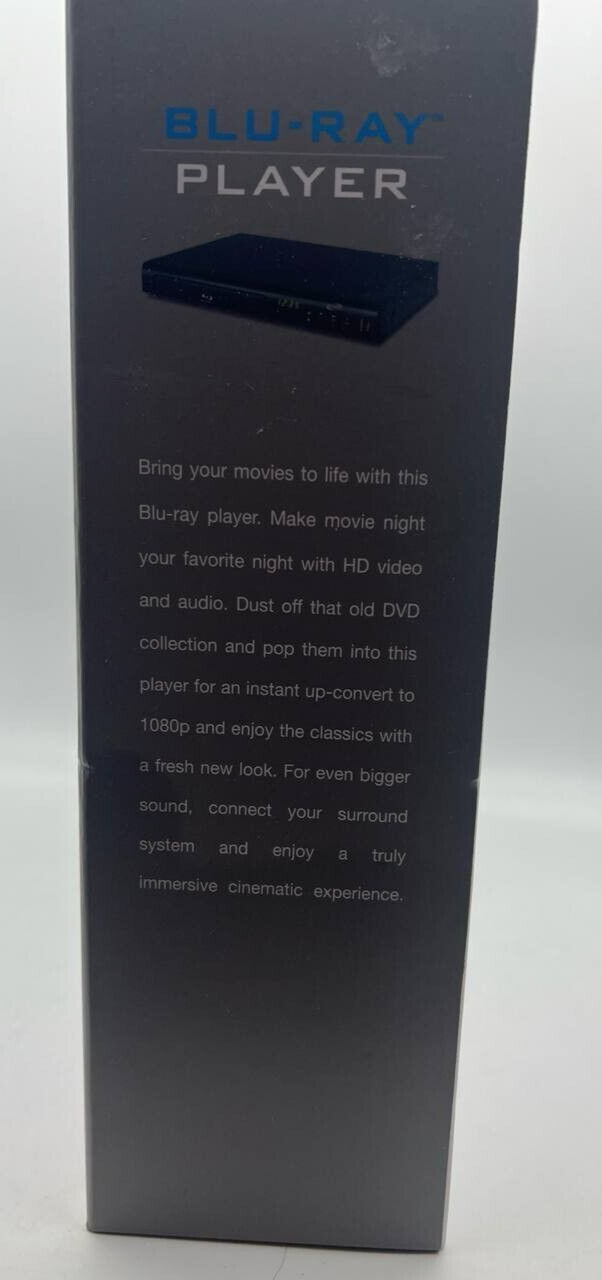 BLU-RAY™
PLAYER
Bring your movies to life with this
Blu-ray player. Make movie night
your favorite night with HD video
and audio. Dust off that old DVD
collection and pop them into this
player for an instant up-convert to
1080p and enjoy the classics with
a fresh new look. For even bigger
sound, connect your surround
system and enjoy a truly
immersive cinematic experience.